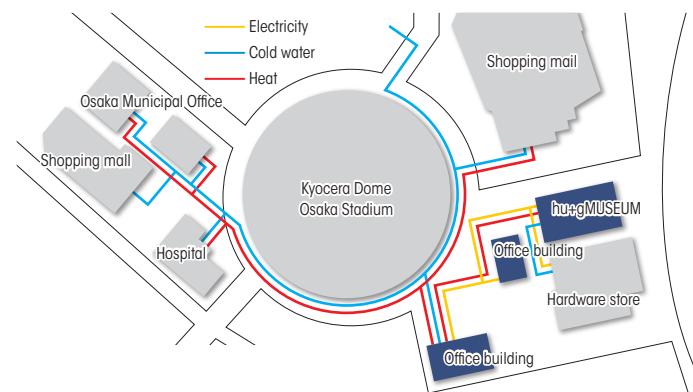 Electricity
Cold water
Heat
Shopping mail
Osaka Municipal Office
Shopping mall
Kyocera Dome
Osaka Stadium
hu+gMUSEUM
Hospital
Office building
Hardware store
Office building